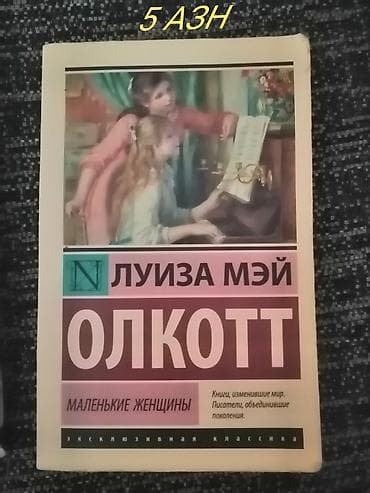 5 АЗН
N ЛУИЗА МЭЙ
ОЛКОТТ
МАЛЕНЬКИЕ ЖЕНЩИНЫ
Книги, изменившие мир.
Писатели, объединившие
поколения.
эксклюзивная классика